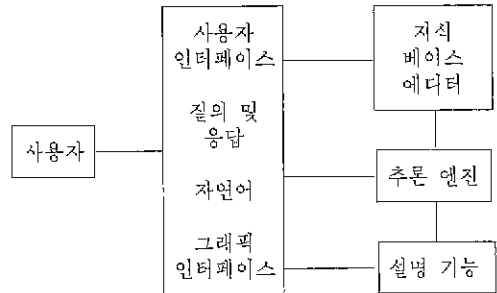 사용자
사용자
인터페이스
질의 및
응답
자연어
그래픽
인터페이스
지식
베이스
에디터
추론 엔진
설명 기능